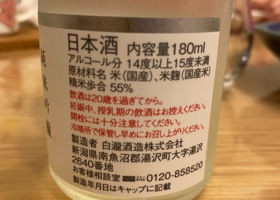 日本酒 内容量180ml
アルコール分 14度以上15度未満
原材料名 米(国産)、米麹(国産米)
精米歩合 55%
飲酒は20歳を過ぎてから。
妊娠中、授乳期の飲酒はお控えください。
開栓には十分注意してください。
冷暗所で保管し早めにお召し上がりください。
製造者 白瀧酒造株式会社
新潟県南魚沼郡湯沢町大字湯沢
2640番地
お客様相談室 0120-858520
製造年月日はキャップに記載
純米吟醸